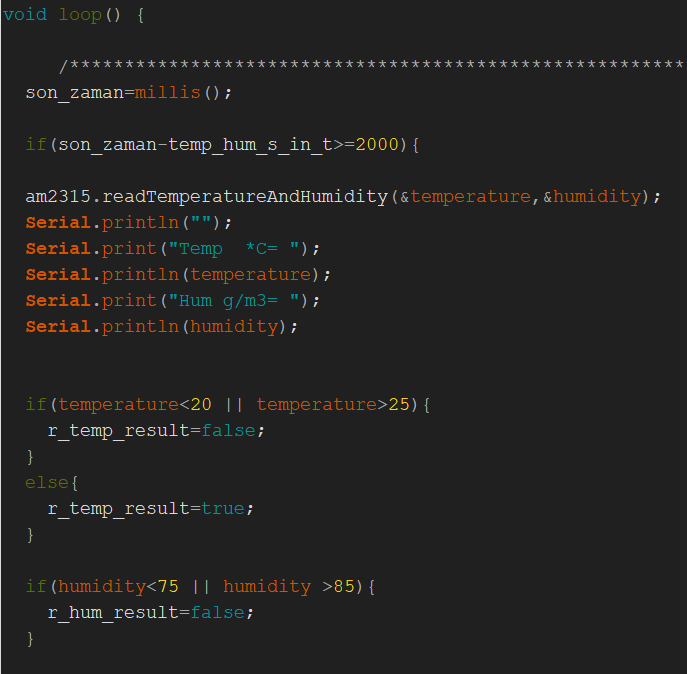 void loop() {
/********************************************************
son_zaman=millis();
if(son_zaman-temp_hum_s_in_t>=2000){
am2315.readTemperatureAndHumidity(&temperature,&humidity);
Serial.println("");
Serial.print("Temp  *C= ");
Serial.println(temperature);
Serial.print("Hum g/m3= ");
Serial.println(humidity);
if(temperature<20 || temperature>25){
r_temp_result=false;
}
else{
r_temp_result=true;
}
if(humidity<75 || humidity >85){
r_hum_result=false;
}